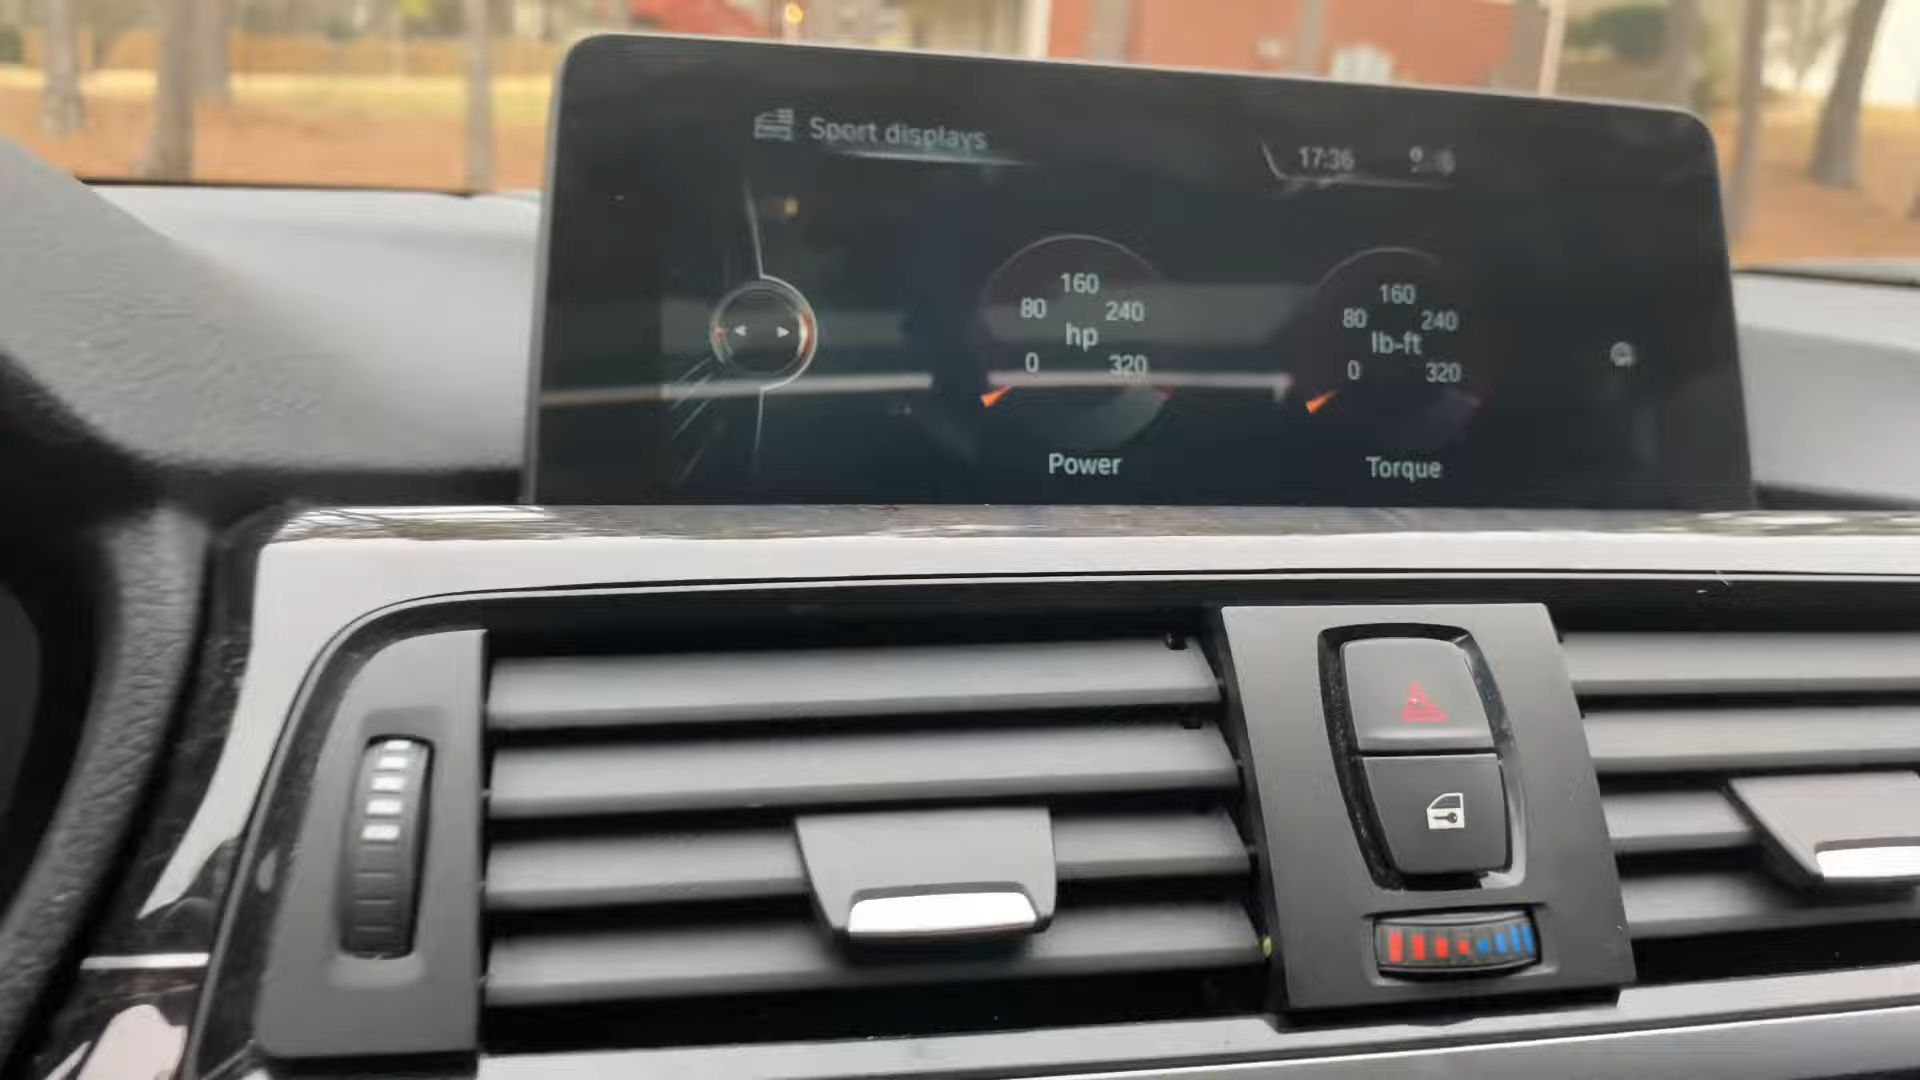 Sport displays
17:36
160
80 240
hp
0 320
Power
160
80 240
lb-ft
0 320
Torque